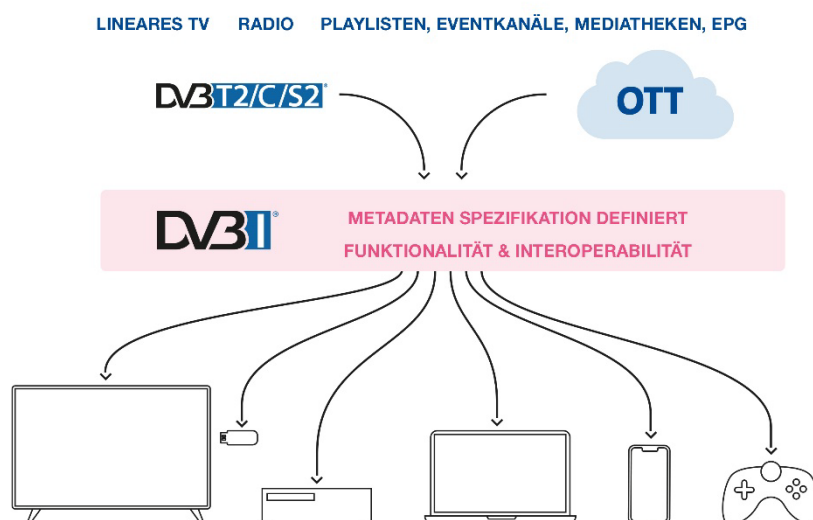 LINEARES TV RADIO PLAYLISTEN, EVENTKANÄLE, MEDIATHEKEN, EPG
DVB T2/C/S2®
OTT
DVB I®
METADATEN SPEZIFIKATION DEFINIERT
FUNKTIONALITÄT & INTEROPERABILITÄT